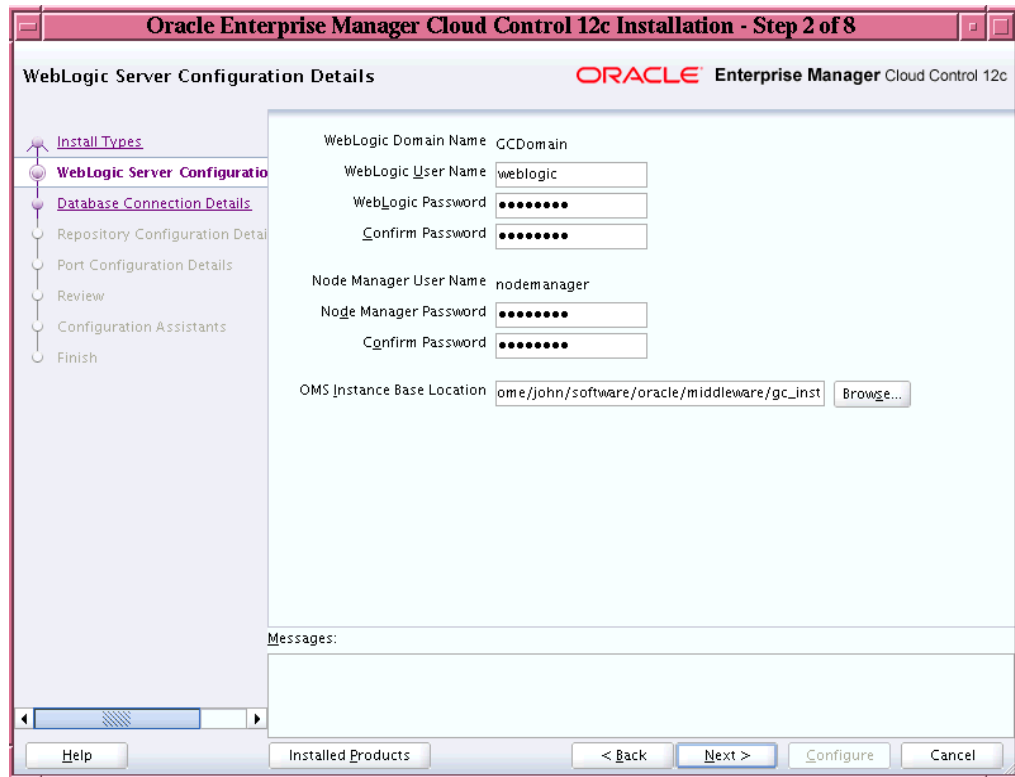 Oracle Enterprise Manager Cloud Control 12c Installation - Step 2 of 8
WebLogic Server Configuration Details
ORACLE Enterprise Manager Cloud Control 12c
Install Types
WebLogic Server Configuratio
Database Connection Details
Repository Configuration Detai
Port Configuration Details
Review
Configuration Assistants
Finish
WebLogic Domain Name GCDomain
WebLogic User Name weblogic
WebLogic Password ●●●●●●●●
Confirm Password ●●●●●●●●
Node Manager User Name nodemanager
Node Manager Password ●●●●●●●●
Confirm Password ●●●●●●●●
OMS Instance Base Location ome/john/software/oracle/middleware/gc_inst Browse...
Messages:
Help Installed Products < Back Next > Configure Cancel